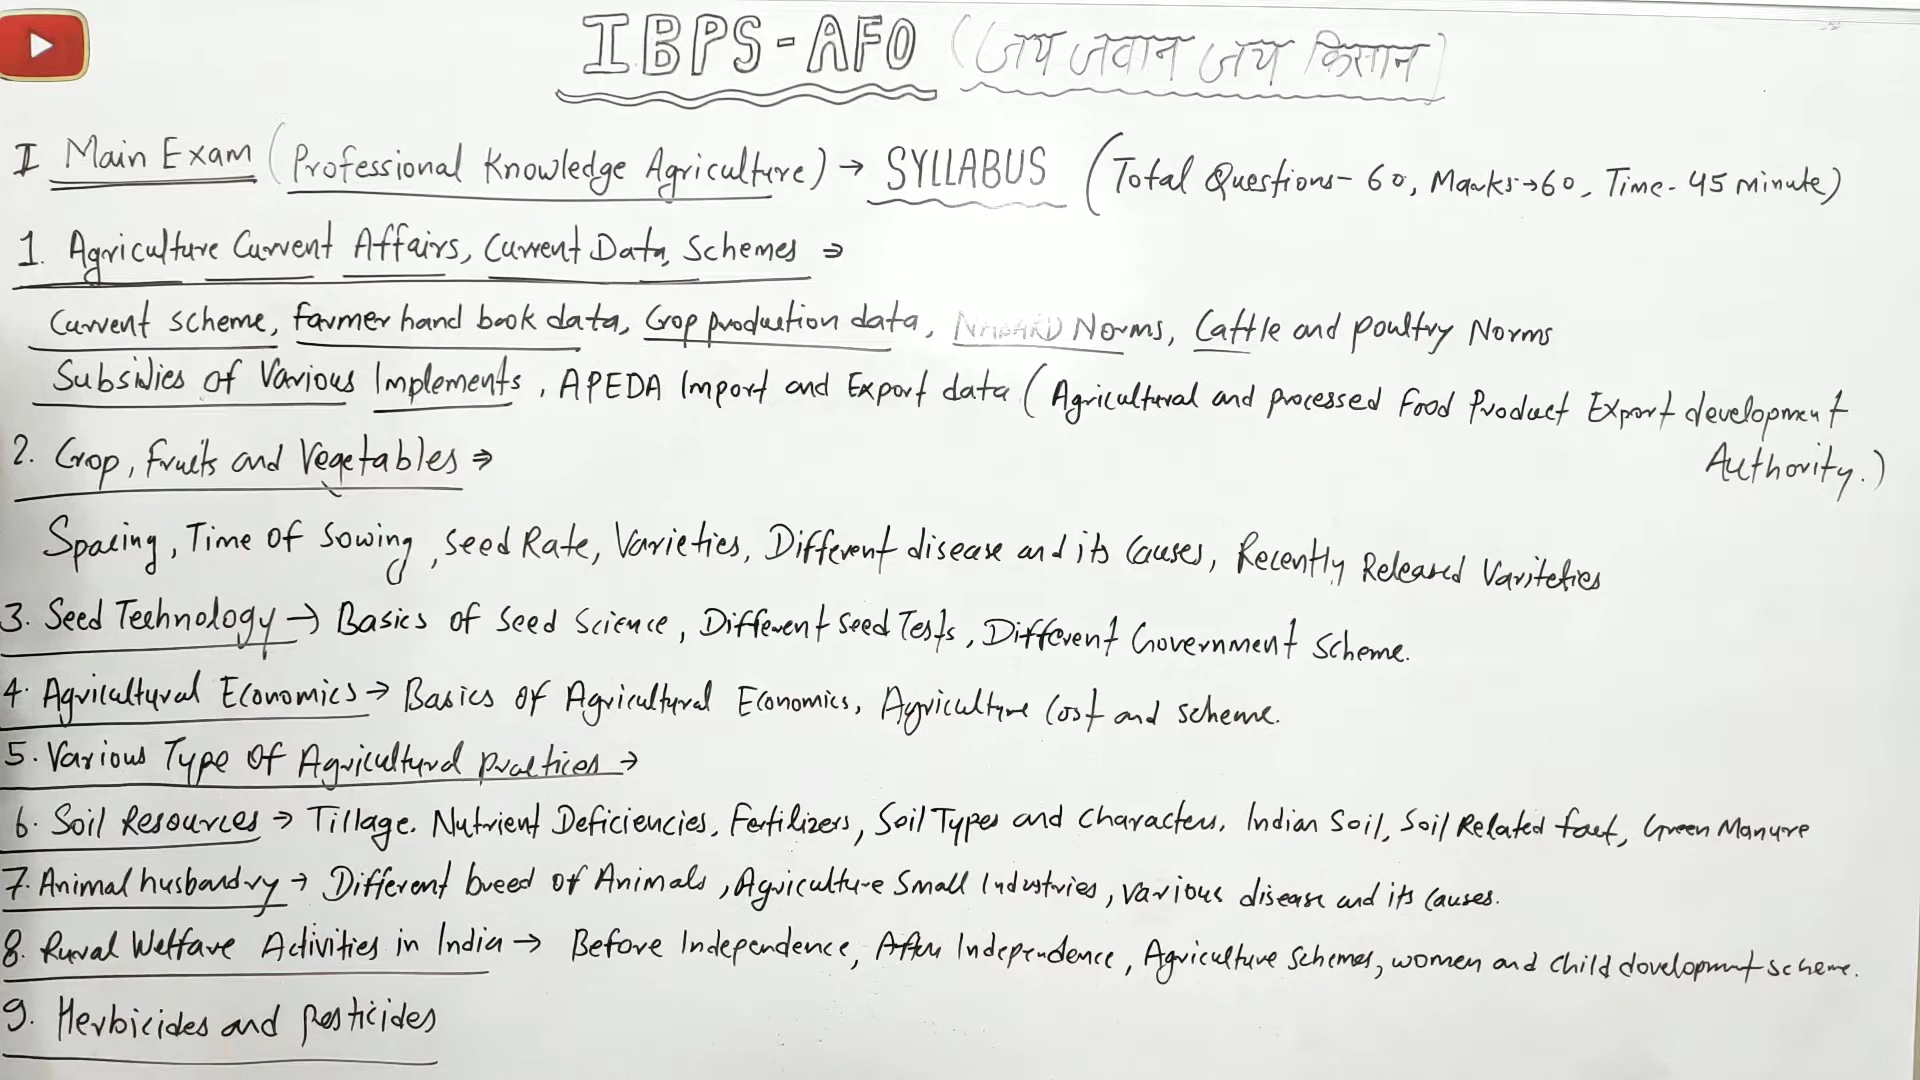 IBPS-AFO (जय जवान जय किसान)
I Main Exam (Professional Knowledge Agriculture) → SYLLABUS (Total Questions- 60, Marks→60, Time- 45 minute)
1. Agriculture Current Affairs, Current Data, Schemes ⇒
Current scheme, farmer hand book data, Crop production data, NABARD Norms, Cattle and poultry Norms
Subsidies of Various Implements, APEDA Import and Export data (Agricultural and processed Food Product Export development
Authority.)
2. Crop, fruits and Vegetables ⇒
Spacing, Time of Sowing, seed Rate, Varieties, Different disease and its causes, Recently Released Variteties
3. Seed Technology → Basics of Seed Science, Different seed Tests, Different Government Scheme.
4. Agricultural Economics → Basics of Agricultural Economics, Agriculture Cost and scheme.
5. Various Type of Agricultural practices →
6. Soil Resources → Tillage. Nutrient Deficiencies, Fertilizers, Soil Types and characters, Indian Soil, Soil Related fact, Green Manure
7. Animal husbandry → Different breed of Animals, Agriculture Small Industries, various disease and its causes.
8. Rural Welfare Activities in India → Before Independence, After Independence, Agriculture schemes, women and child development scheme.
9. Herbicides and pesticides